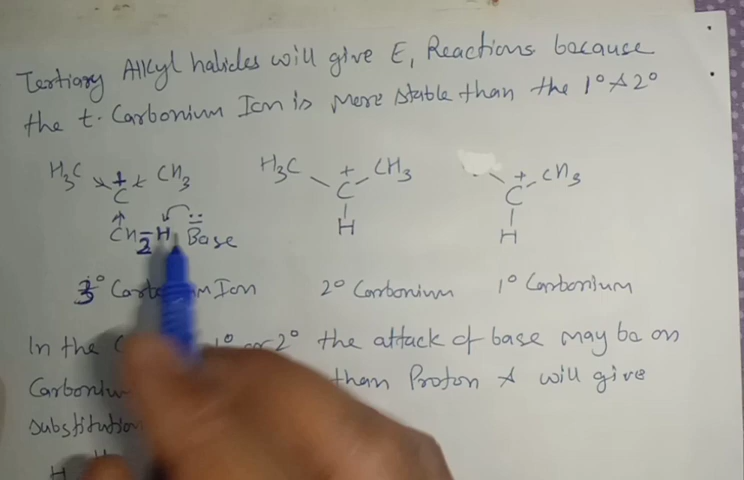 Tertiary Alkyl halides will give E1 Reactions because
the t. Carbonium Ion is More stable than the 1° & 2°
H3C + CH3 H3C + CH3 + CH3
C C C
CH2-H Base H H
3° Ion 2° Carbonium 1° Carbonium
In the 1° or 2° the attack of base may be on
Carbonium than Proton & will give
substitution
H H